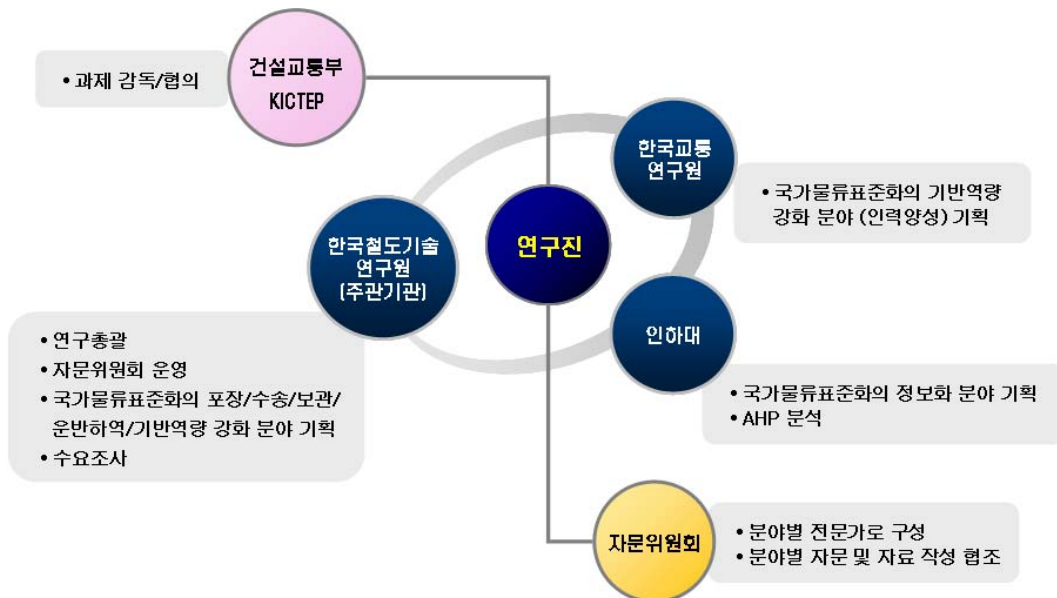 건설교통부
KICTEP
• 과제 감독/협의
한국교통
연구원
• 국가물류표준화의 기반역량
강화 분야 (인력양성) 기획
연구진
한국철도기술
연구원
(주관기관)
• 연구총괄
• 자문위원회 운영
• 국가물류표준화의 포장/수송/보관/
운반하역/기반역량 강화 분야 기획
• 수요조사
인하대
• 국가물류표준화의 정보화 분야 기획
• AHP 분석
자문위원회
• 분야별 전문가로 구성
• 분야별 자문 및 자료 작성 협조